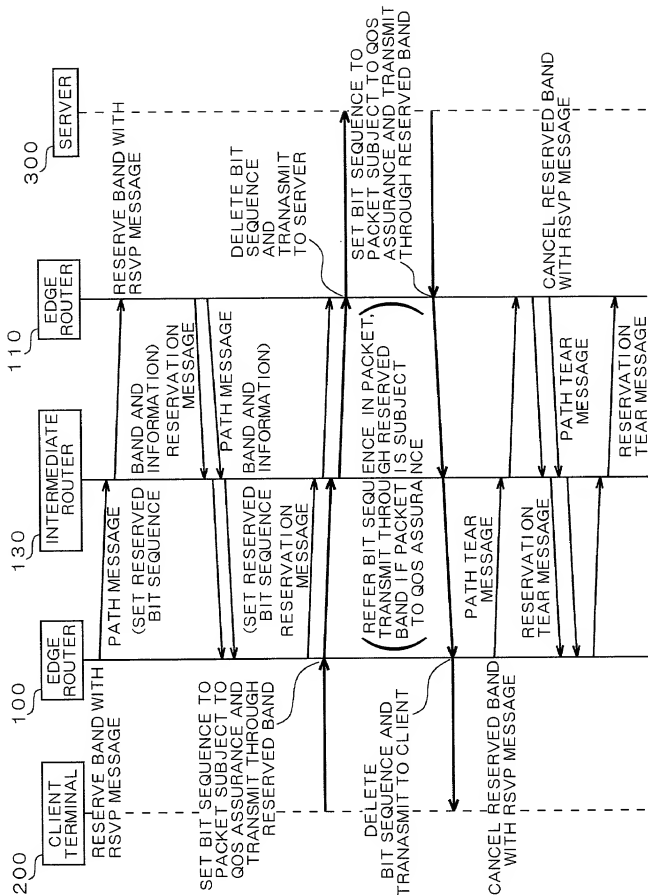 200
CLIENT
TERMINAL
100
EDGE
ROUTER
130
INTERMEDIATE
ROUTER
110
EDGE
ROUTER
300
SERVER
RESERVE BAND WITH
RSVP MESSAGE
PATH MESSAGE
(SET RESERVED
BIT SEQUENCE
BAND AND
INFORMATION)
RESERVATION
MESSAGE
RESERVE BAND WITH
RSVP MESSAGE
(SET RESERVED
BIT SEQUENCE
RESERVATION
MESSAGE
PATH MESSAGE
BAND AND
INFORMATION)
SET BIT SEQUENCE TO
PACKET SUBJECT TO
QOS ASSURANCE AND
TRANSMIT THROUGH
RESERVED BAND
DELETE BIT
SEQUENCE
AND
TRANASMIT
TO SERVER
(REFER BIT SEQUENCE IN PACKET,
TRANSMIT THROUGH RESERVED
BAND IF PACKET IS SUBJECT
TO QOS ASSURANCE)
SET BIT SEQUENCE TO
PACKET SUBJECT TO QOS
ASSURANCE AND TRANSMIT
THROUGH RESERVED BAND
DELETE
BIT SEQUENCE AND
TRANASMIT TO CLIENT
CANCEL RESERVED BAND
WITH RSVP MESSAGE
PATH TEAR
MESSAGE
RESERVATION
TEAR MESSAGE
CANCEL RESERVED BAND
WITH RSVP MESSAGE
PATH TEAR
MESSAGE
RESERVATION
TEAR MESSAGE